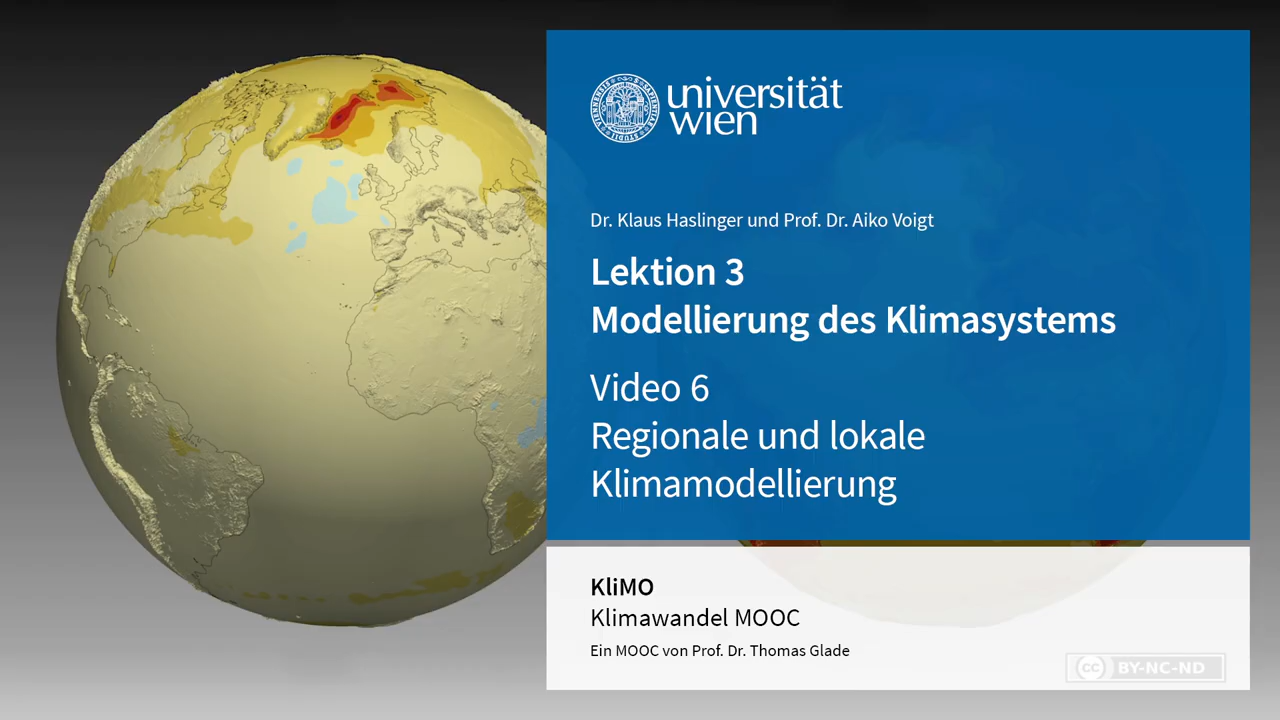 universität
wien
Dr. Klaus Haslinger und Prof. Dr. Aiko Voigt
Lektion 3
Modellierung des Klimasystems
Video 6
Regionale und lokale
Klimamodellierung
KliMO
Klimawandel MOOC
Ein MOOC von Prof. Dr. Thomas Glade
cc BY-NC-ND